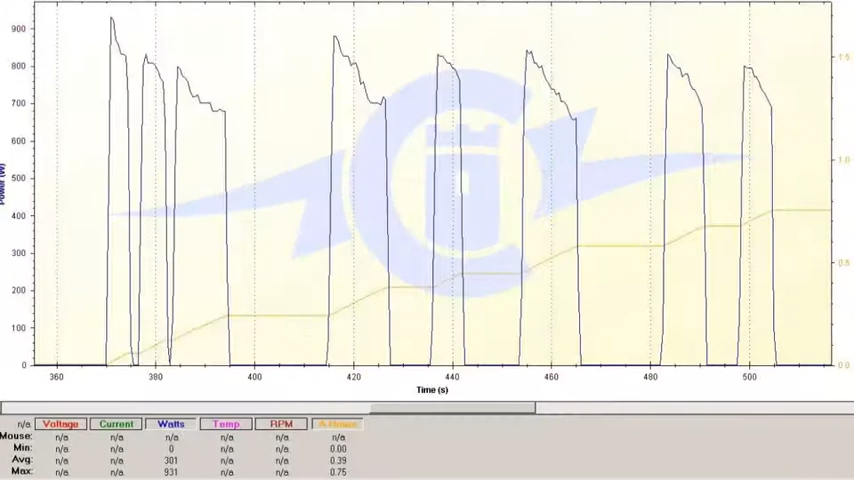 900
800
700
600
500
400
300
200
100
0
Power (W)
1.5
1.0
0.5
0.0
360 380 400 420 440 460 480 500
Time (s)
n/a Voltage Current Watts Temp RPM A-Hours
Mouse: n/a n/a n/a n/a n/a n/a
Min: n/a n/a 0 n/a n/a 0.00
Avg: n/a n/a 301 n/a n/a 0.39
Max: n/a n/a 931 n/a n/a 0.75